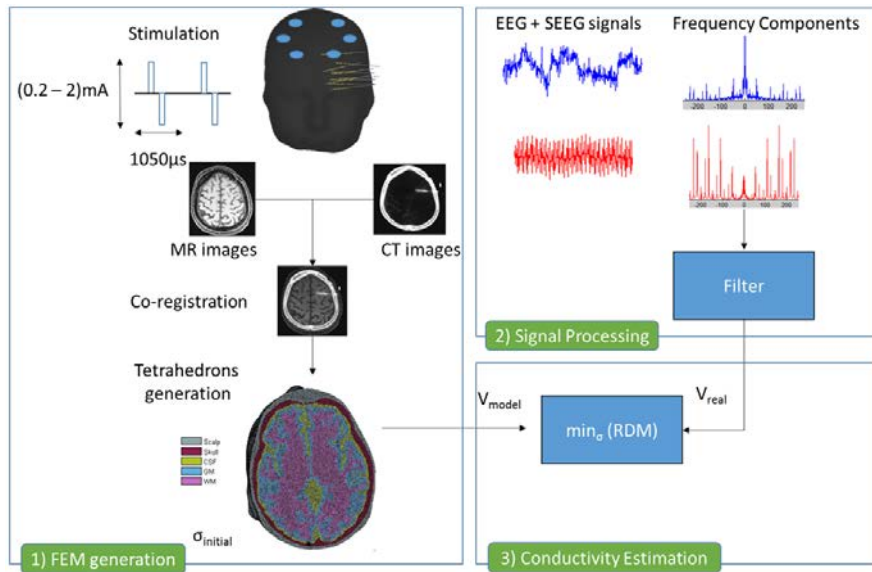 Stimulation
(0.2 – 2)mA
1050μs
MR images
CT images
Co-registration
Tetrahedrons
generation
Scalp
Skull
CSF
GM
WM
σinitial
1) FEM generation
EEG + SEEG signals
Frequency Components
-200 -100 0 100 200
-200 -100 0 100 200
Filter
2) Signal Processing
Vmodel
Vreal
minσ (RDM)
3) Conductivity Estimation